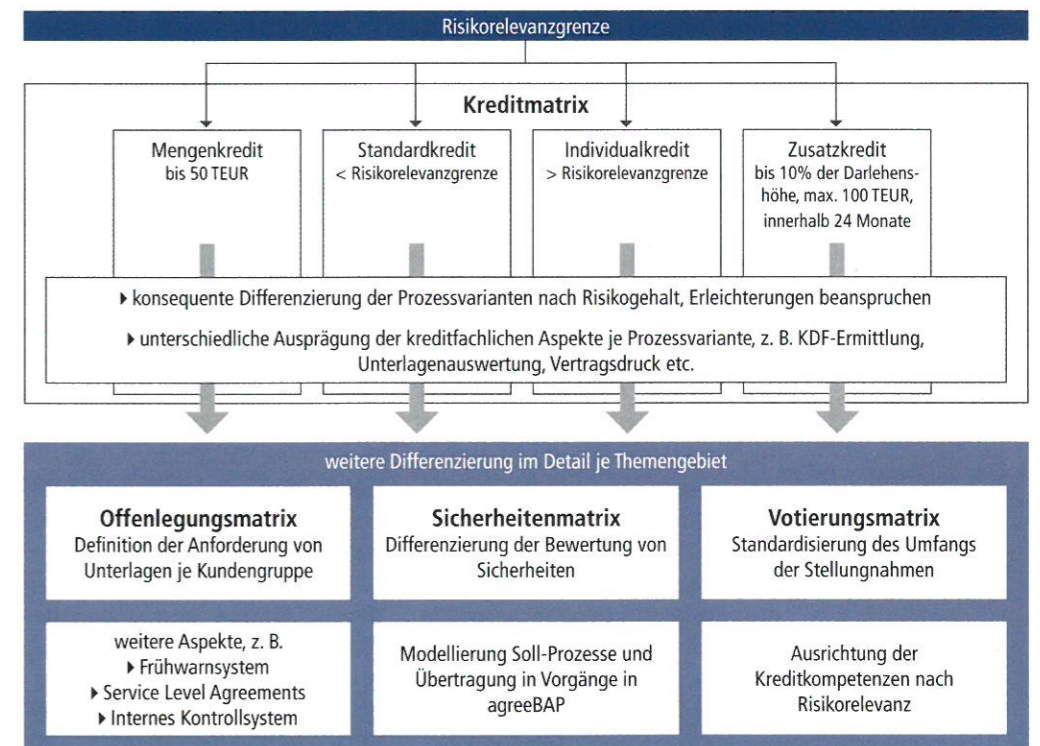 Risikorelevanzgrenze
Kreditmatrix
Mengenkredit
bis 50 TEUR
Standardkredit
< Risikorelevanzgrenze
Individualkredit
> Risikorelevanzgrenze
Zusatzkredit
bis 10% der Darlehens-
höhe, max. 100 TEUR,
innerhalb 24 Monate
konsequente Differenzierung der Prozessvarianten nach Risikogehalt, Erleichterungen beanspruchen
unterschiedliche Ausprägung der kreditfachlichen Aspekte je Prozessvariante, z. B. KDF-Ermittlung,
Unterlagenauswertung, Vertragsdruck etc.
weitere Differenzierung im Detail je Themengebiet
Offenlegungsmatrix
Definition der Anforderung von
Unterlagen je Kundengruppe
Sicherheitenmatrix
Differenzierung der Bewertung von
Sicherheiten
Votierungsmatrix
Standardisierung des Umfangs
der Stellungnahmen
weitere Aspekte, z. B.
Frühwarnsystem
Service Level Agreements
Internes Kontrollsystem
Modellierung Soll-Prozesse und
Übertragung in Vorgänge in
agreeBAP
Ausrichtung der
Kreditkompetenzen nach
Risikorelevanz